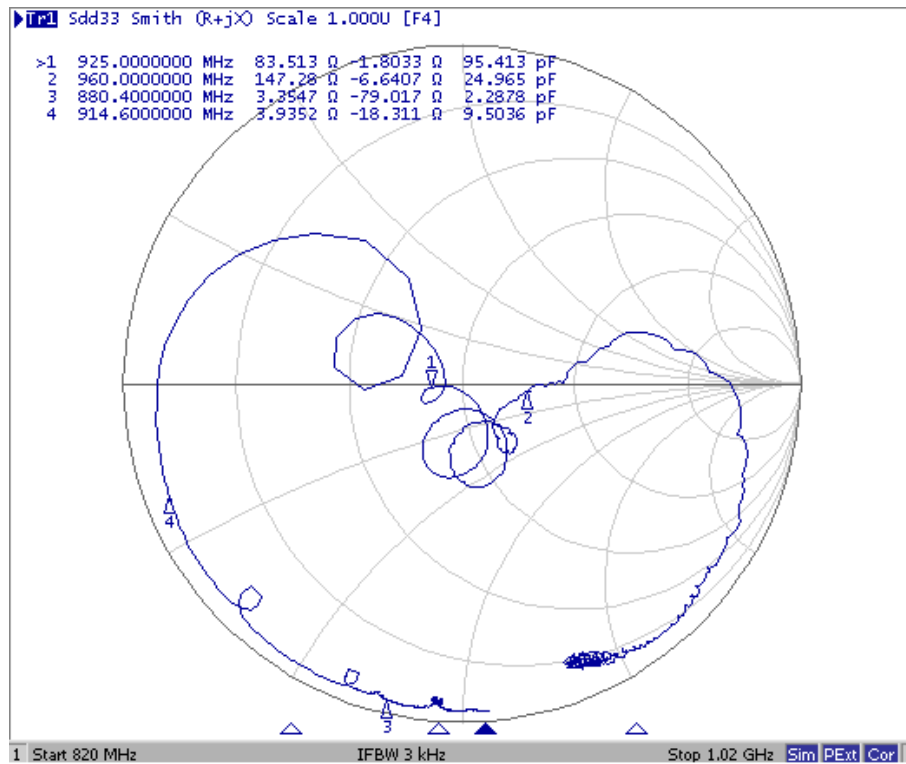 Tr1 Sdd33 Smith (R+jX) Scale 1.000U [F4]
>1 925.0000000 MHz 83.513 Ω -1.8033 Ω 95.413 pF
2 960.0000000 MHz 147.28 Ω -6.6407 Ω 24.965 pF
3 880.4000000 MHz 3.3547 Ω -79.017 Ω 2.2878 pF
4 914.6000000 MHz 3.9352 Ω -18.311 Ω 9.5036 pF
1
2
4
3
1 Start 820 MHz IFBW 3 kHz Stop 1.02 GHz Sim PExt Cor